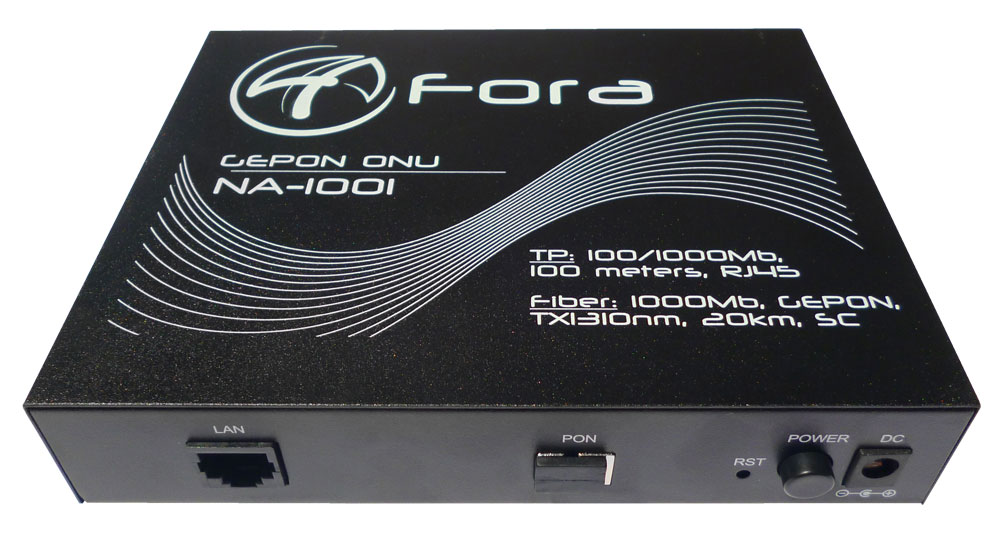 Fora
GEPON ONU
NA-1001
TP: 100/1000Mb,
100 meters, RJ45
Fiber: 1000Mb, GEPON,
TX1310nm, 20km, SC
LAN
PON
RST
POWER
DC